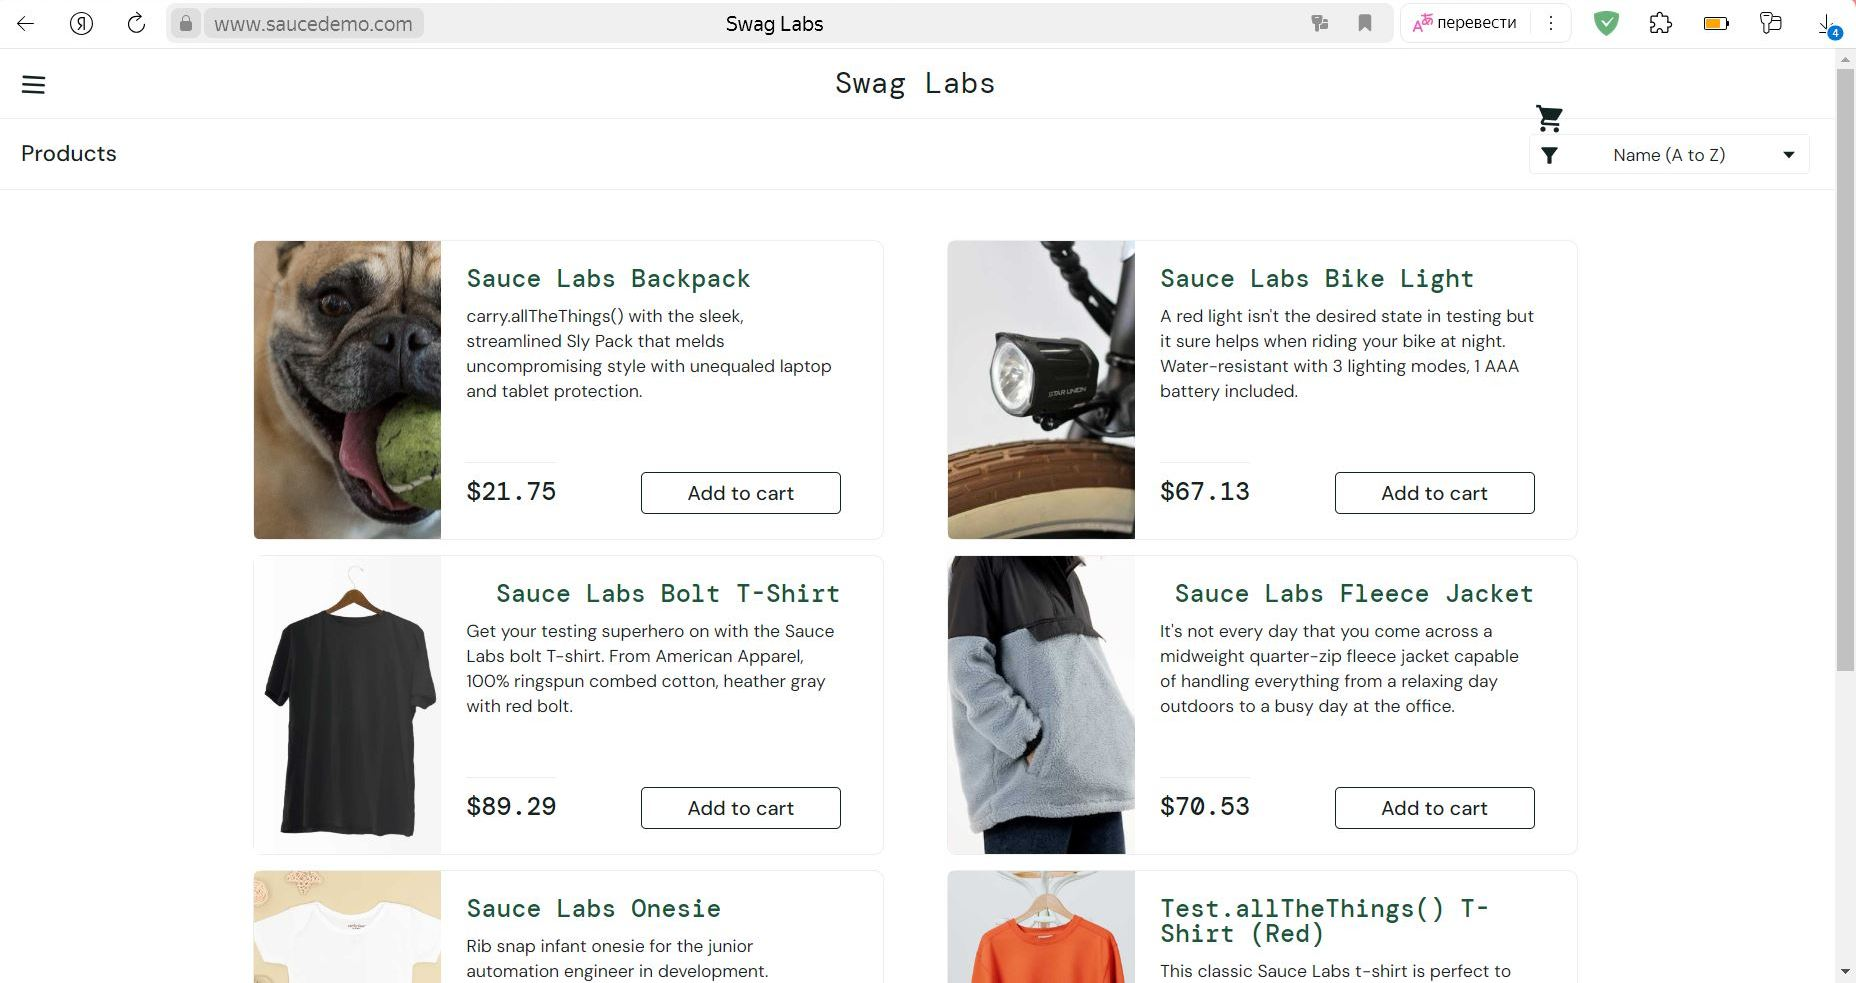 www.saucedemo.com
Swag Labs
перевести
4
Swag Labs
Products
Name (A to Z)
Sauce Labs Backpack
carry.allTheThings() with the sleek,
streamlined Sly Pack that melds
uncompromising style with unequaled laptop
and tablet protection.
$21.75
Add to cart
STAR UNION
Sauce Labs Bike Light
A red light isn't the desired state in testing but
it sure helps when riding your bike at night.
Water-resistant with 3 lighting modes, 1 AAA
battery included.
$67.13
Add to cart
Sauce Labs Bolt T-Shirt
Get your testing superhero on with the Sauce
Labs bolt T-shirt. From American Apparel,
100% ringspun combed cotton, heather gray
with red bolt.
$89.29
Add to cart
Sauce Labs Fleece Jacket
It's not every day that you come across a
midweight quarter-zip fleece jacket capable
of handling everything from a relaxing day
outdoors to a busy day at the office.
$70.53
Add to cart
Sauce Labs Onesie
Rib snap infant onesie for the junior
automation engineer in development.
Test.allTheThings() T-
Shirt (Red)
This classic Sauce Labs t-shirt is perfect to